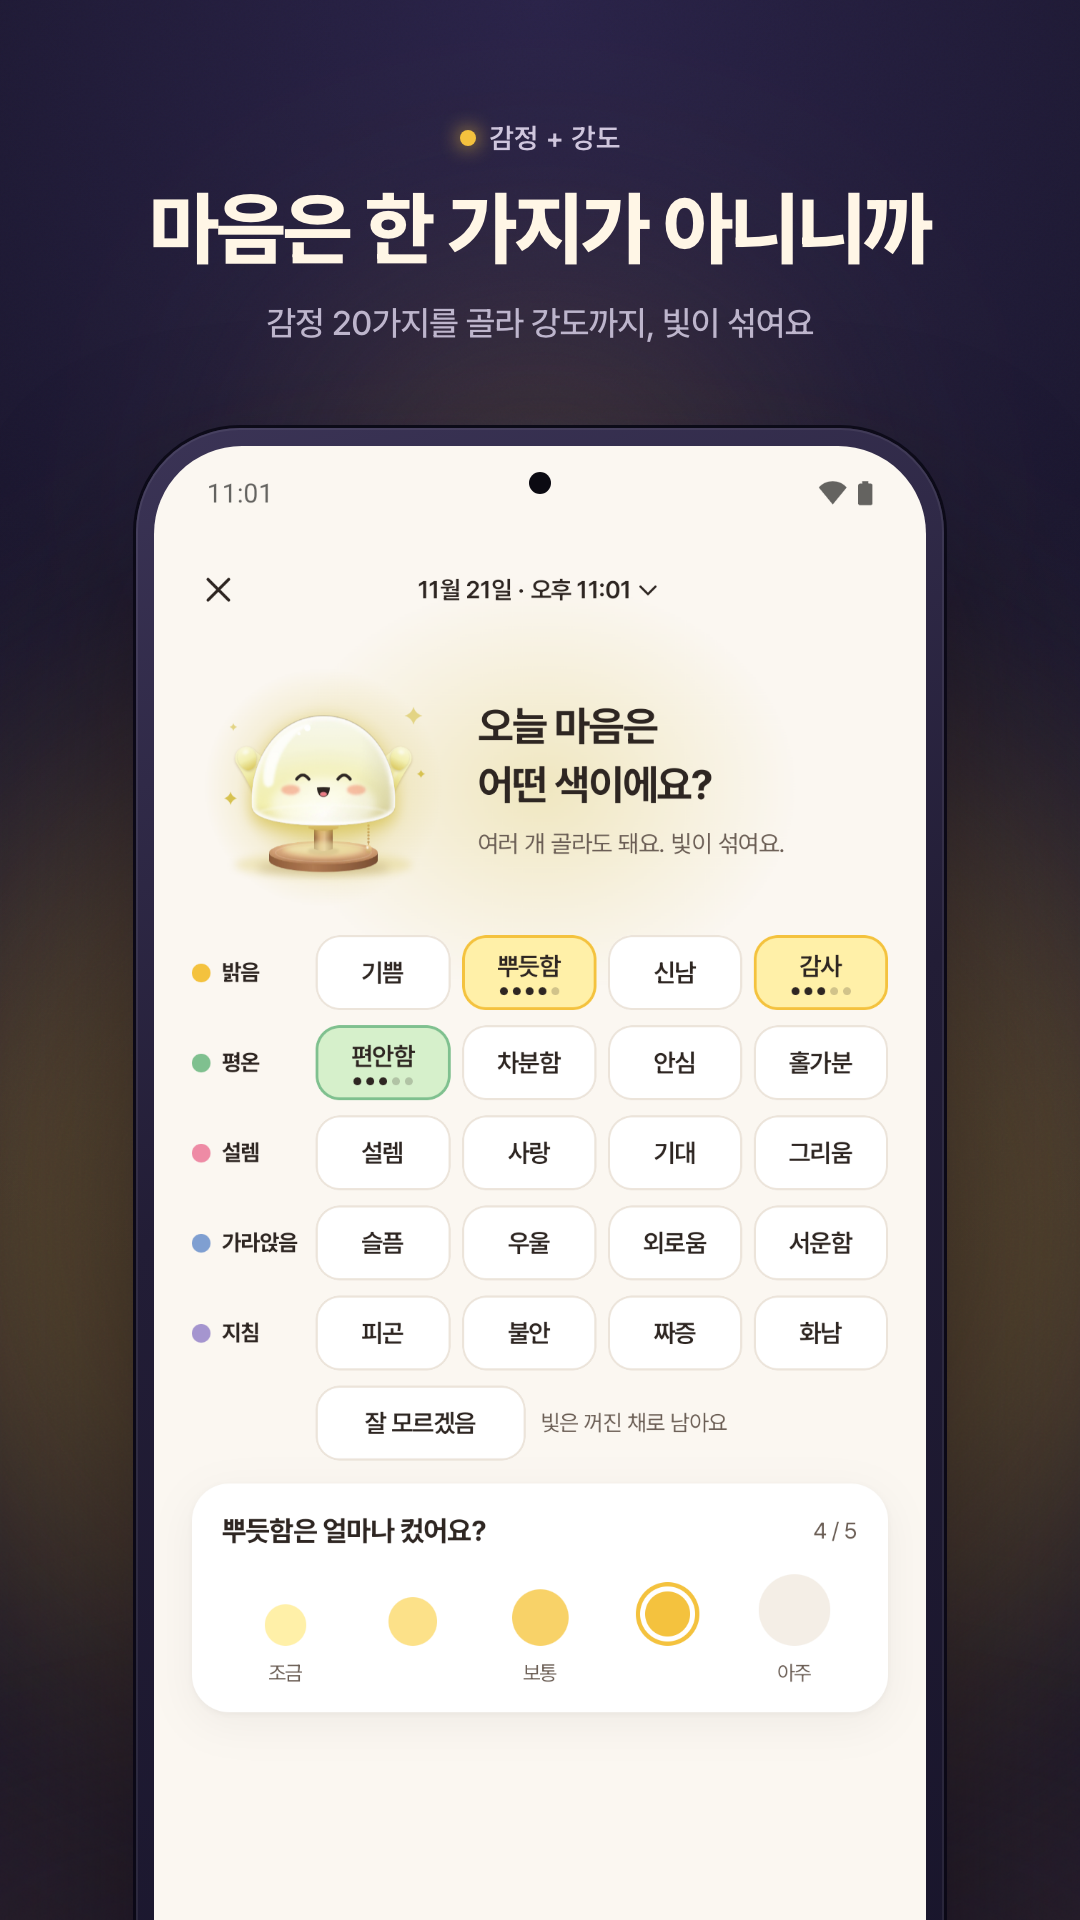 감정 + 강도
마음은 한 가지가 아니니까
감정 20가지를 골라 강도까지, 빛이 섞여요
11:01
11월 21일 · 오후 11:01
오늘 마음은
어떤 색이에요?
여러 개 골라도 돼요. 빛이 섞여요.
밝음 기쁨 뿌듯함 신남 감사
평온 편안함 차분함 안심 홀가분
설렘 설렘 사랑 기대 그리움
가라앉음 슬픔 우울 외로움 서운함
지침 피곤 불안 짜증 화남
잘 모르겠음 빛은 꺼진 채로 남아요
뿌듯함은 얼마나 컸어요? 4 / 5
조금 보통 아주